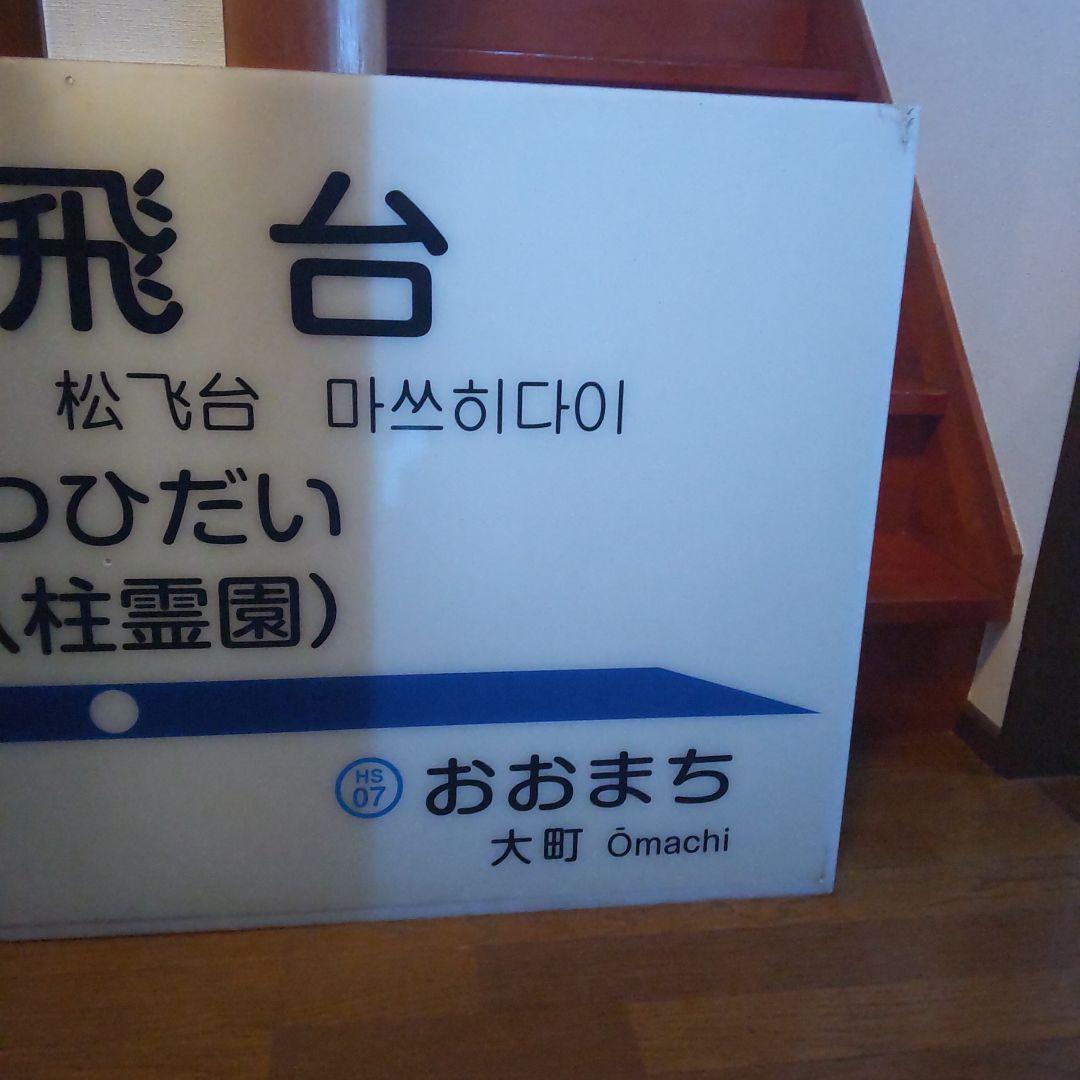 飛台
松飞台 마쓰히다이
つひだい
八柱霊園）
HS
07
おおまち
大町 Ōmachi